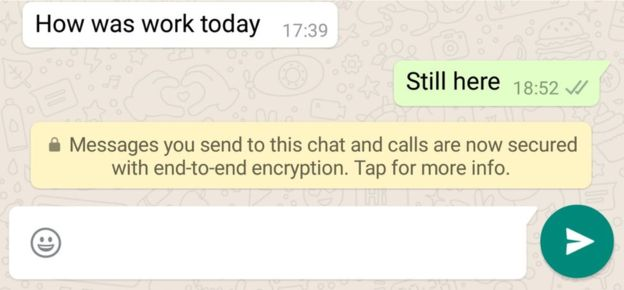 How was work today 17:39
Still here 18:52
Messages you send to this chat and calls are now secured
with end-to-end encryption. Tap for more info.